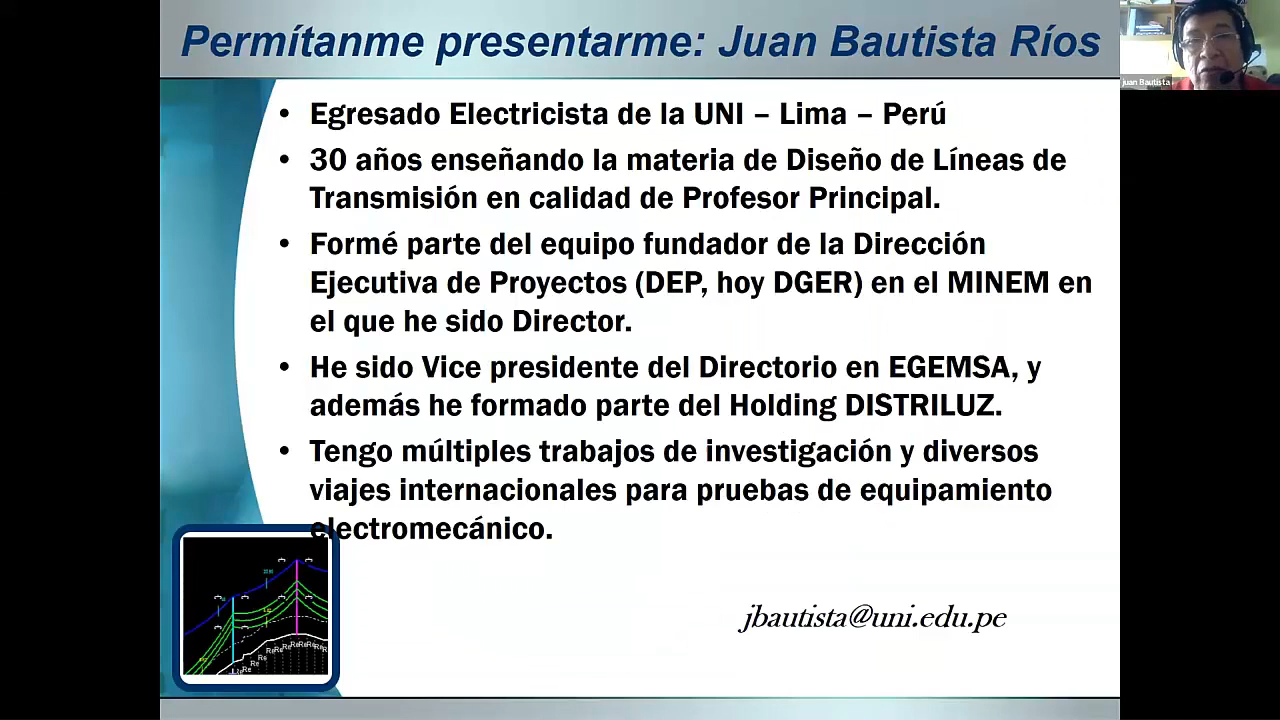 Permítanme presentarme: Juan Bautista Ríos
juan Bautista
• Egresado Electricista de la UNI – Lima – Perú
• 30 años enseñando la materia de Diseño de Líneas de
Transmisión en calidad de Profesor Principal.
• Formé parte del equipo fundador de la Dirección
Ejecutiva de Proyectos (DEP, hoy DGER) en el MINEM en
el que he sido Director.
• He sido Vice presidente del Directorio en EGEMSA, y
además he formado parte del Holding DISTRILUZ.
• Tengo múltiples trabajos de investigación y diversos
viajes internacionales para pruebas de equipamiento
electromecánico.
jbautista@uni.edu.pe